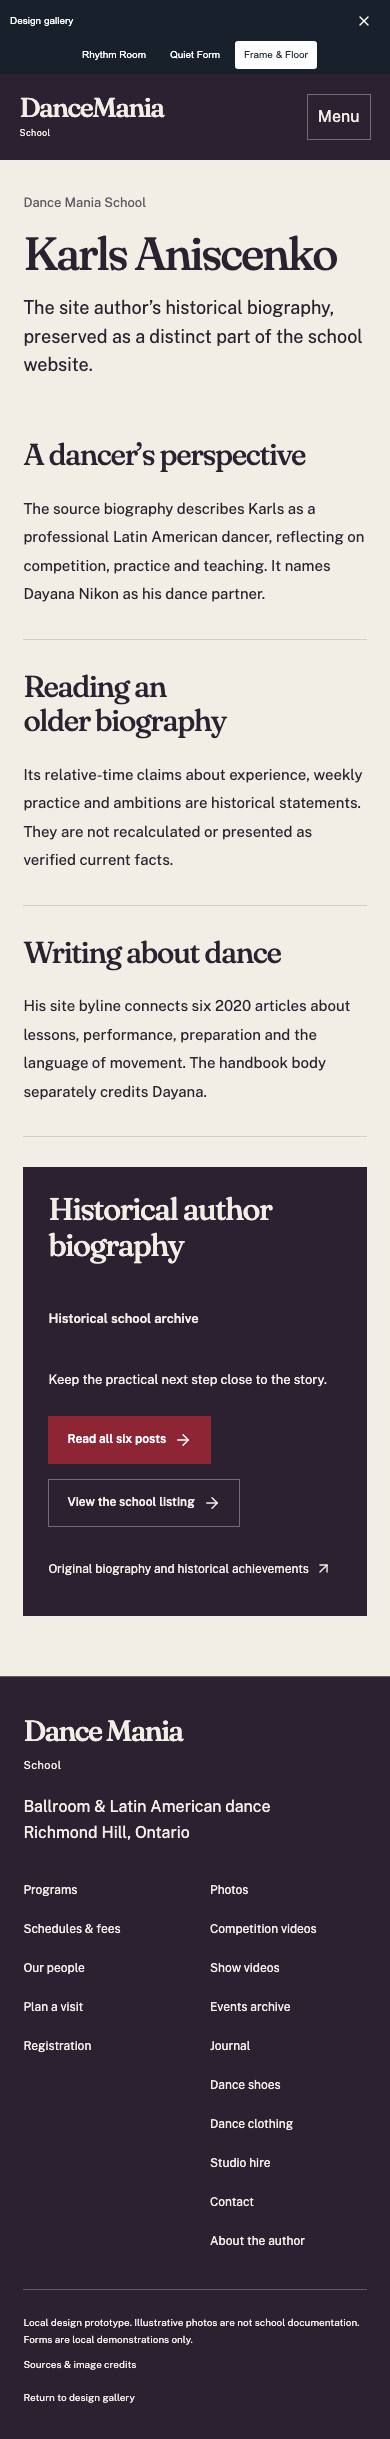 Design gallery
Rhythm Room
Quiet Form
Frame & Floor
DanceMania
School
Menu
Dance Mania School
Karls Aniscenko
The site author's historical biography,
preserved as a distinct part of the school
website.
A dancer's perspective
The source biography describes Karls as a
professional Latin American dancer, reflecting on
competition, practice and teaching. It names
Dayana Nikon as his dance partner.
Reading an
older biography
Its relative-time claims about experience, weekly
practice and ambitions are historical statements.
They are not recalculated or presented as
verified current facts.
Writing about dance
His site byline connects six 2020 articles about
lessons, performance, preparation and the
language of movement. The handbook body
separately credits Dayana.
Historical author
biography
Historical school archive
Keep the practical next step close to the story.
Read all six posts →
View the school listing →
Original biography and historical achievements ↗
Dance Mania
School
Ballroom & Latin American dance
Richmond Hill, Ontario
Programs
Schedules & fees
Our people
Plan a visit
Registration
Photos
Competition videos
Show videos
Events archive
Journal
Dance shoes
Dance clothing
Studio hire
Contact
About the author
Local design prototype. Illustrative photos are not school documentation.
Forms are local demonstrations only.
Sources & image credits
Return to design gallery